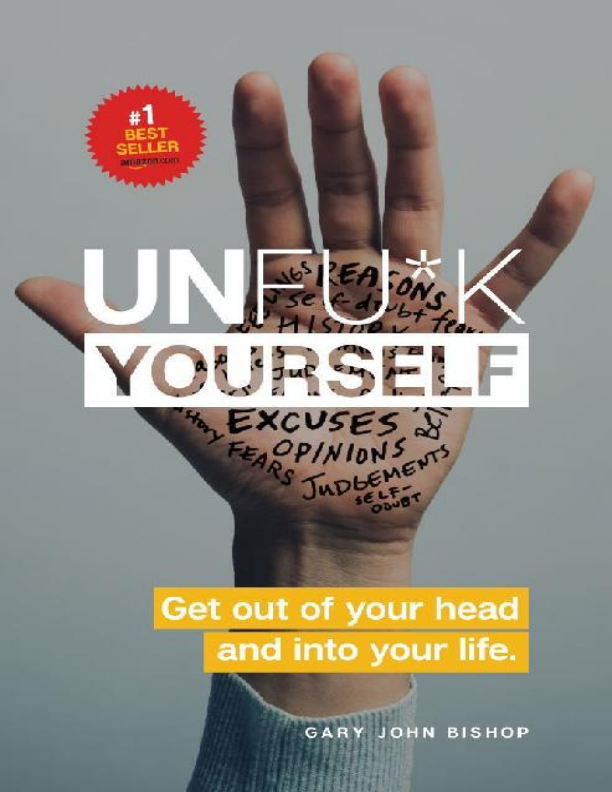 #1
BEST
SELLER
amazon.com
UNFU*K
YOURSELF
REASONS
self-doubt fear
HISTORY
EXCUSES
OPINIONS
FEARS
JUDGEMENTS
SELF-
DOUBT
Get out of your head
and into your life.
GARY JOHN BISHOP